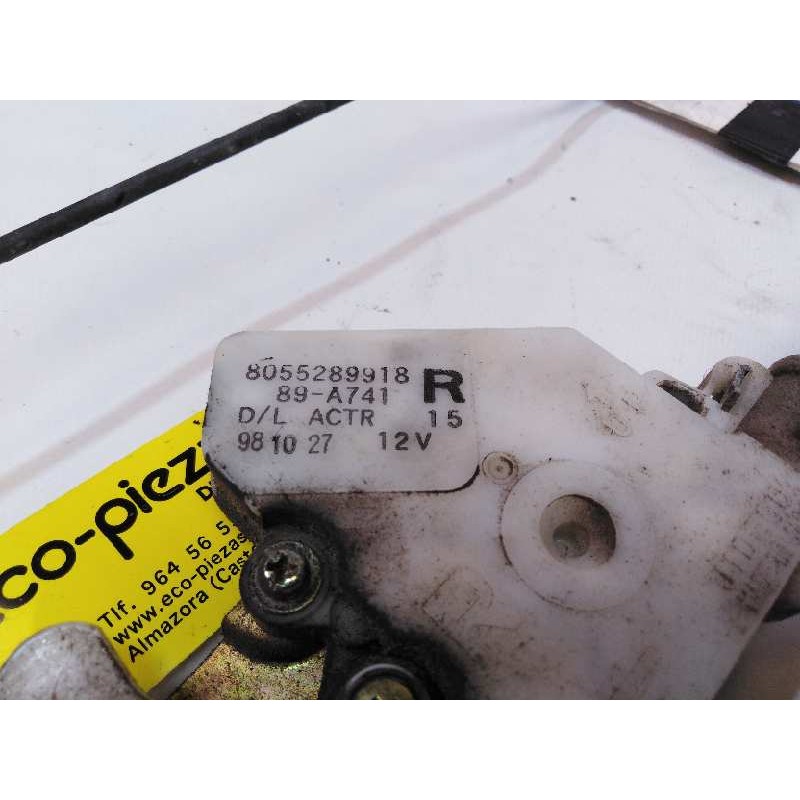 8055289918 R
89-A741
D/L ACTR 15
98 10 27 12V
eco-piez
Tlf. 964 56 5
www.eco-piezas
Almazora (Cast